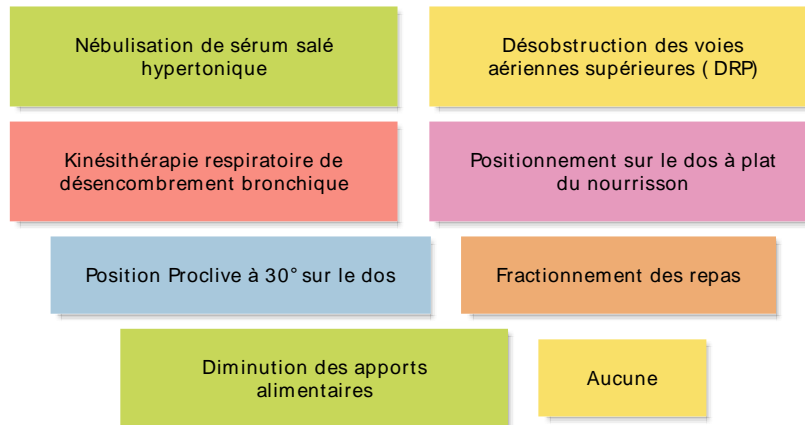 Nébulisation de sérum salé
hypertonique
Désobstruction des voies
aériennes supérieures ( DRP)
Kinésithérapie respiratoire de
désencombrement bronchique
Positionnement sur le dos à plat
du nourrisson
Position Proclive à 30° sur le dos
Fractionnement des repas
Diminution des apports
alimentaires
Aucune